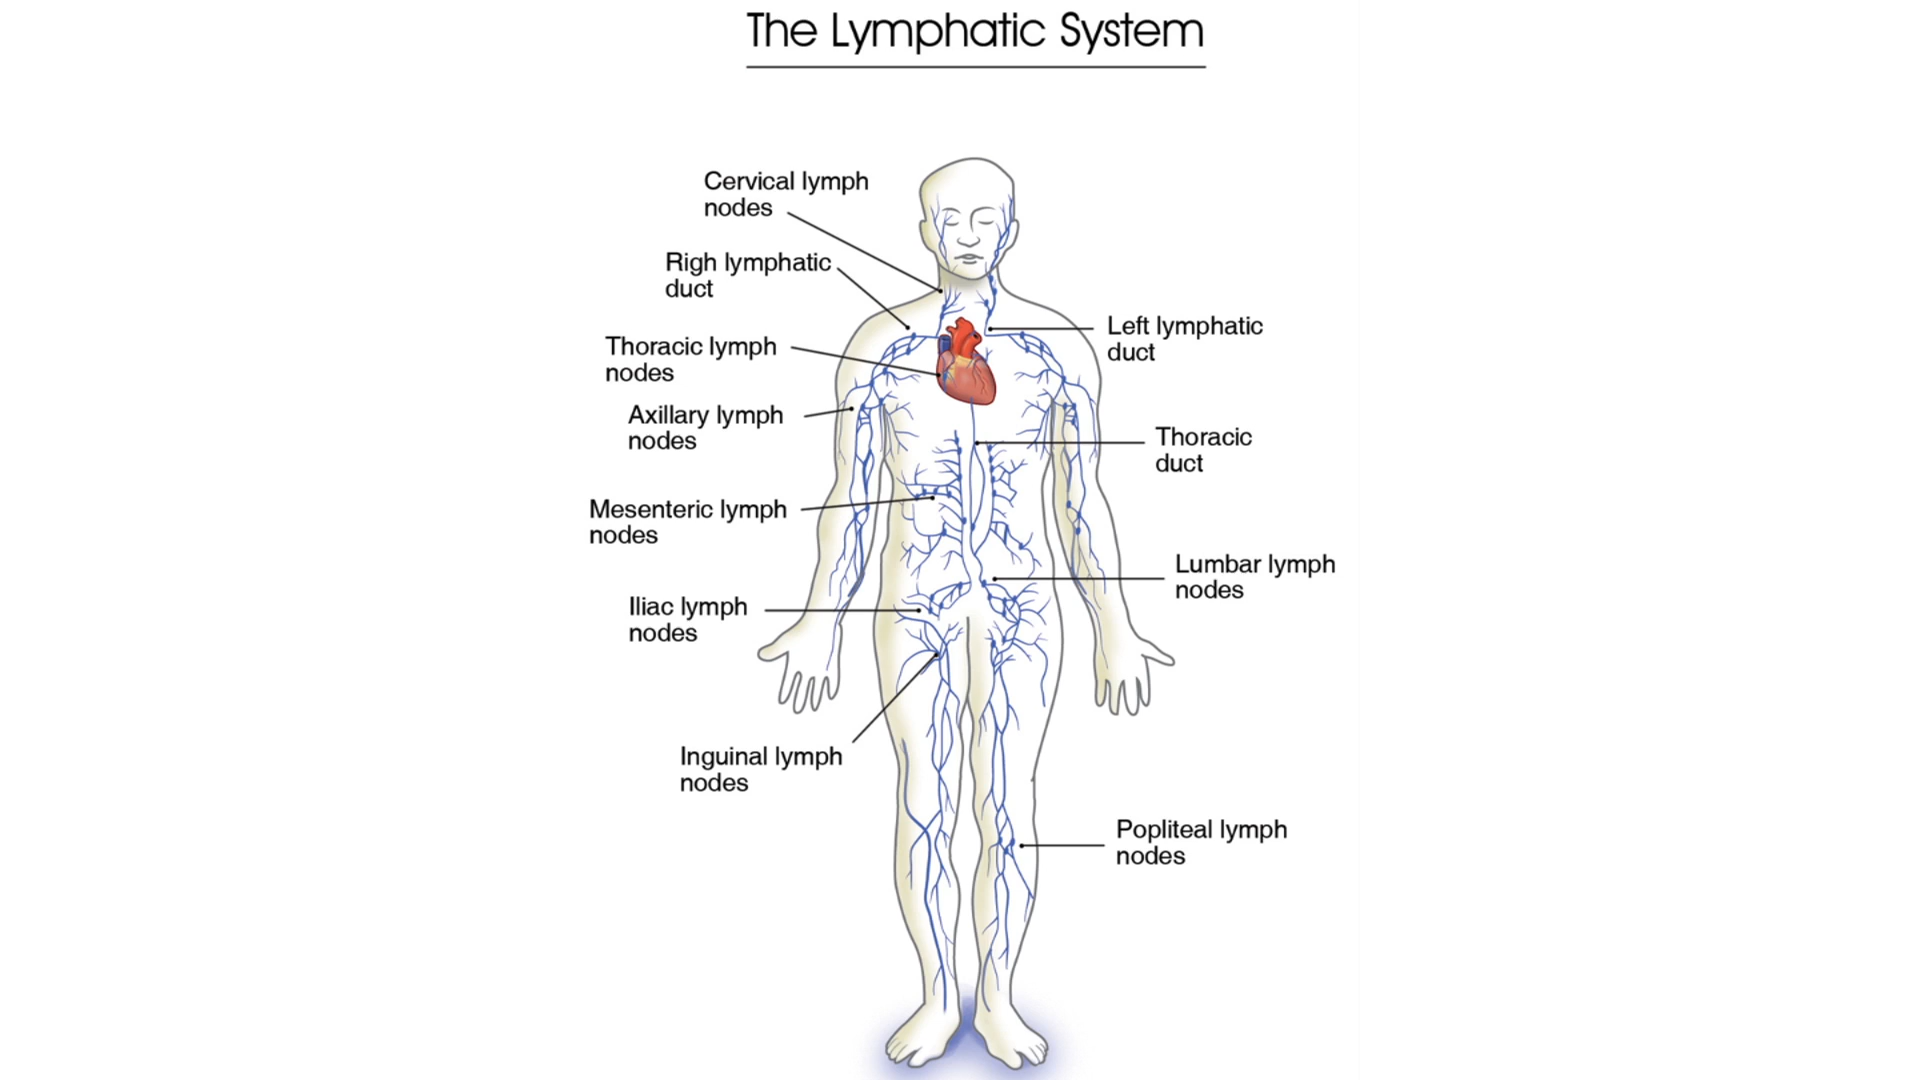 The Lymphatic System
Cervical lymph
nodes
Righ lymphatic
duct
Thoracic lymph
nodes
Axillary lymph
nodes
Mesenteric lymph
nodes
Iliac lymph
nodes
Inguinal lymph
nodes
Left lymphatic
duct
Thoracic
duct
Lumbar lymph
nodes
Popliteal lymph
nodes